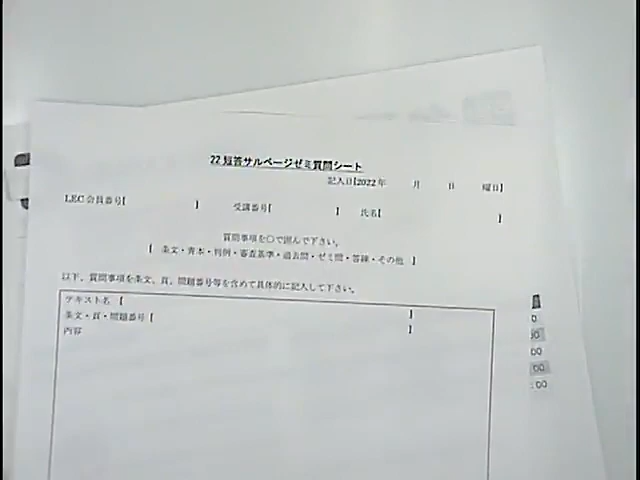 22 短答サルベージゼミ質問シート
記入日【2022年 月 日 曜日】
LEC会員番号【 】 受講番号【 】 氏名【 】
質問事項を○で囲んで下さい。
【 条文・青本・判例・審査基準・過去問・ゼミ問・答練・その他 】
以下、質問事項を条文、頁、問題番号等を含めて具体的に記入して下さい。
テキスト名 【 】
条文・頁・問題番号【 】
内容
:00